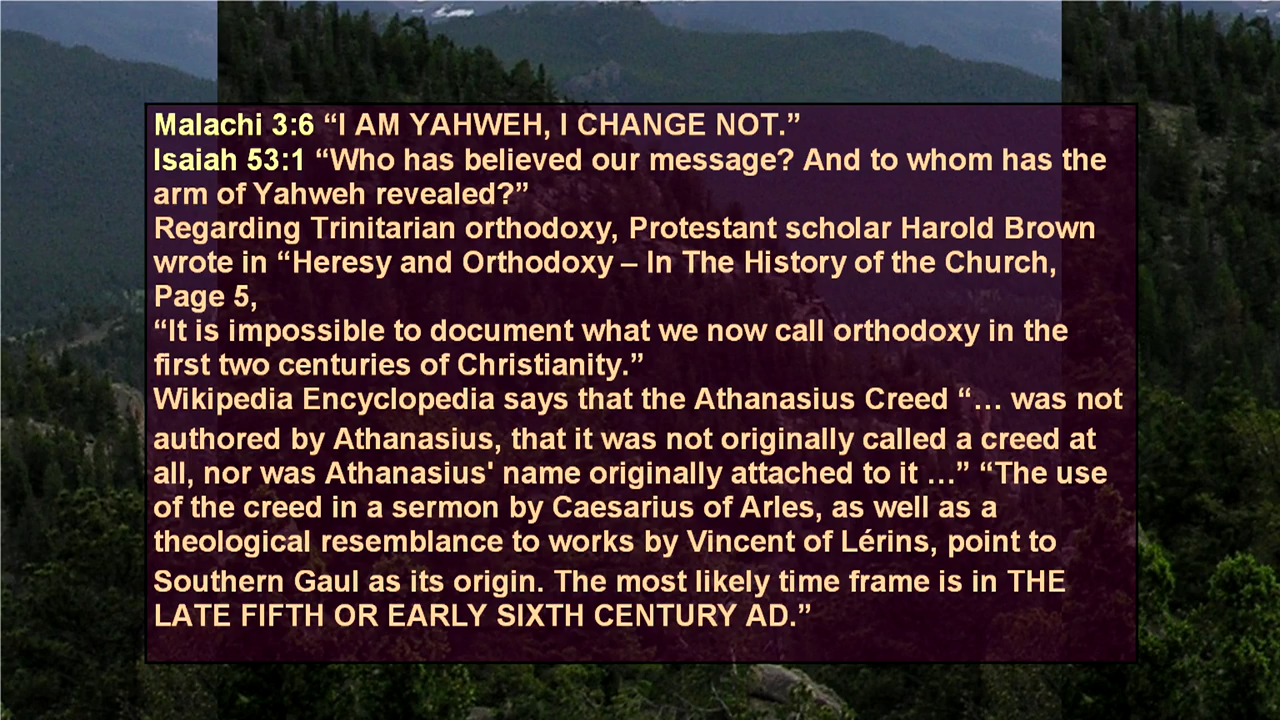 Malachi 3:6 “I AM YAHWEH, I CHANGE NOT.”
Isaiah 53:1 “Who has believed our message? And to whom has the
arm of Yahweh revealed?”
Regarding Trinitarian orthodoxy, Protestant scholar Harold Brown
wrote in “Heresy and Orthodoxy – In The History of the Church,
Page 5,
“It is impossible to document what we now call orthodoxy in the
first two centuries of Christianity.”
Wikipedia Encyclopedia says that the Athanasius Creed “… was not
authored by Athanasius, that it was not originally called a creed at
all, nor was Athanasius' name originally attached to it …” “The use
of the creed in a sermon by Caesarius of Arles, as well as a
theological resemblance to works by Vincent of Lérins, point to
Southern Gaul as its origin. The most likely time frame is in THE
LATE FIFTH OR EARLY SIXTH CENTURY AD.”